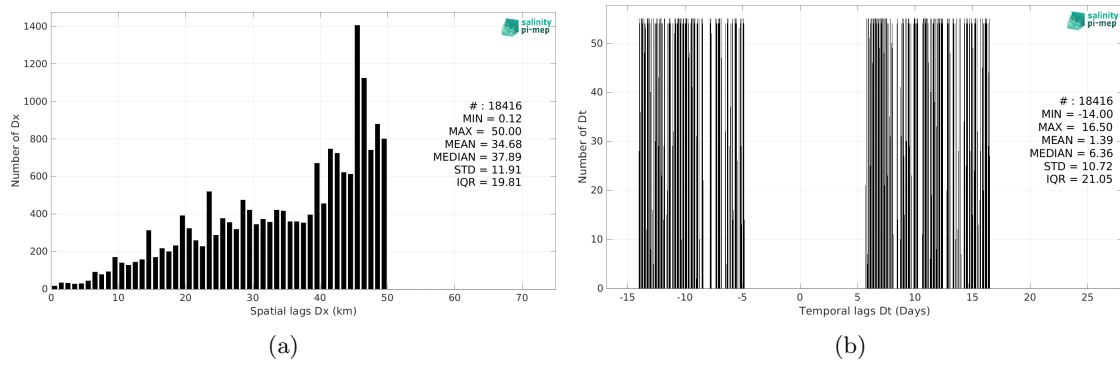 1400
1200
1000
800
600
400
200
0
Number of Dx
0 10 20 30 40 50 60 70
Spatial lags Dx (km)
salinity
pi-mep
# : 18416
MIN = 0.12
MAX = 50.00
MEAN = 34.68
MEDIAN = 37.89
STD = 11.91
IQR = 19.81
(a)
50
40
30
20
10
0
Number of Dt
-15 -10 -5 0 5 10 15 20 25
Temporal lags Dt (Days)
salinity
pi-mep
# : 18416
MIN = -14.00
MAX = 16.50
MEAN = 1.39
MEDIAN = 6.36
STD = 10.72
IQR = 21.05
(b)